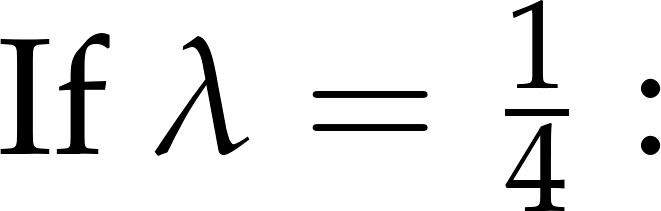 If λ = 1/4 :